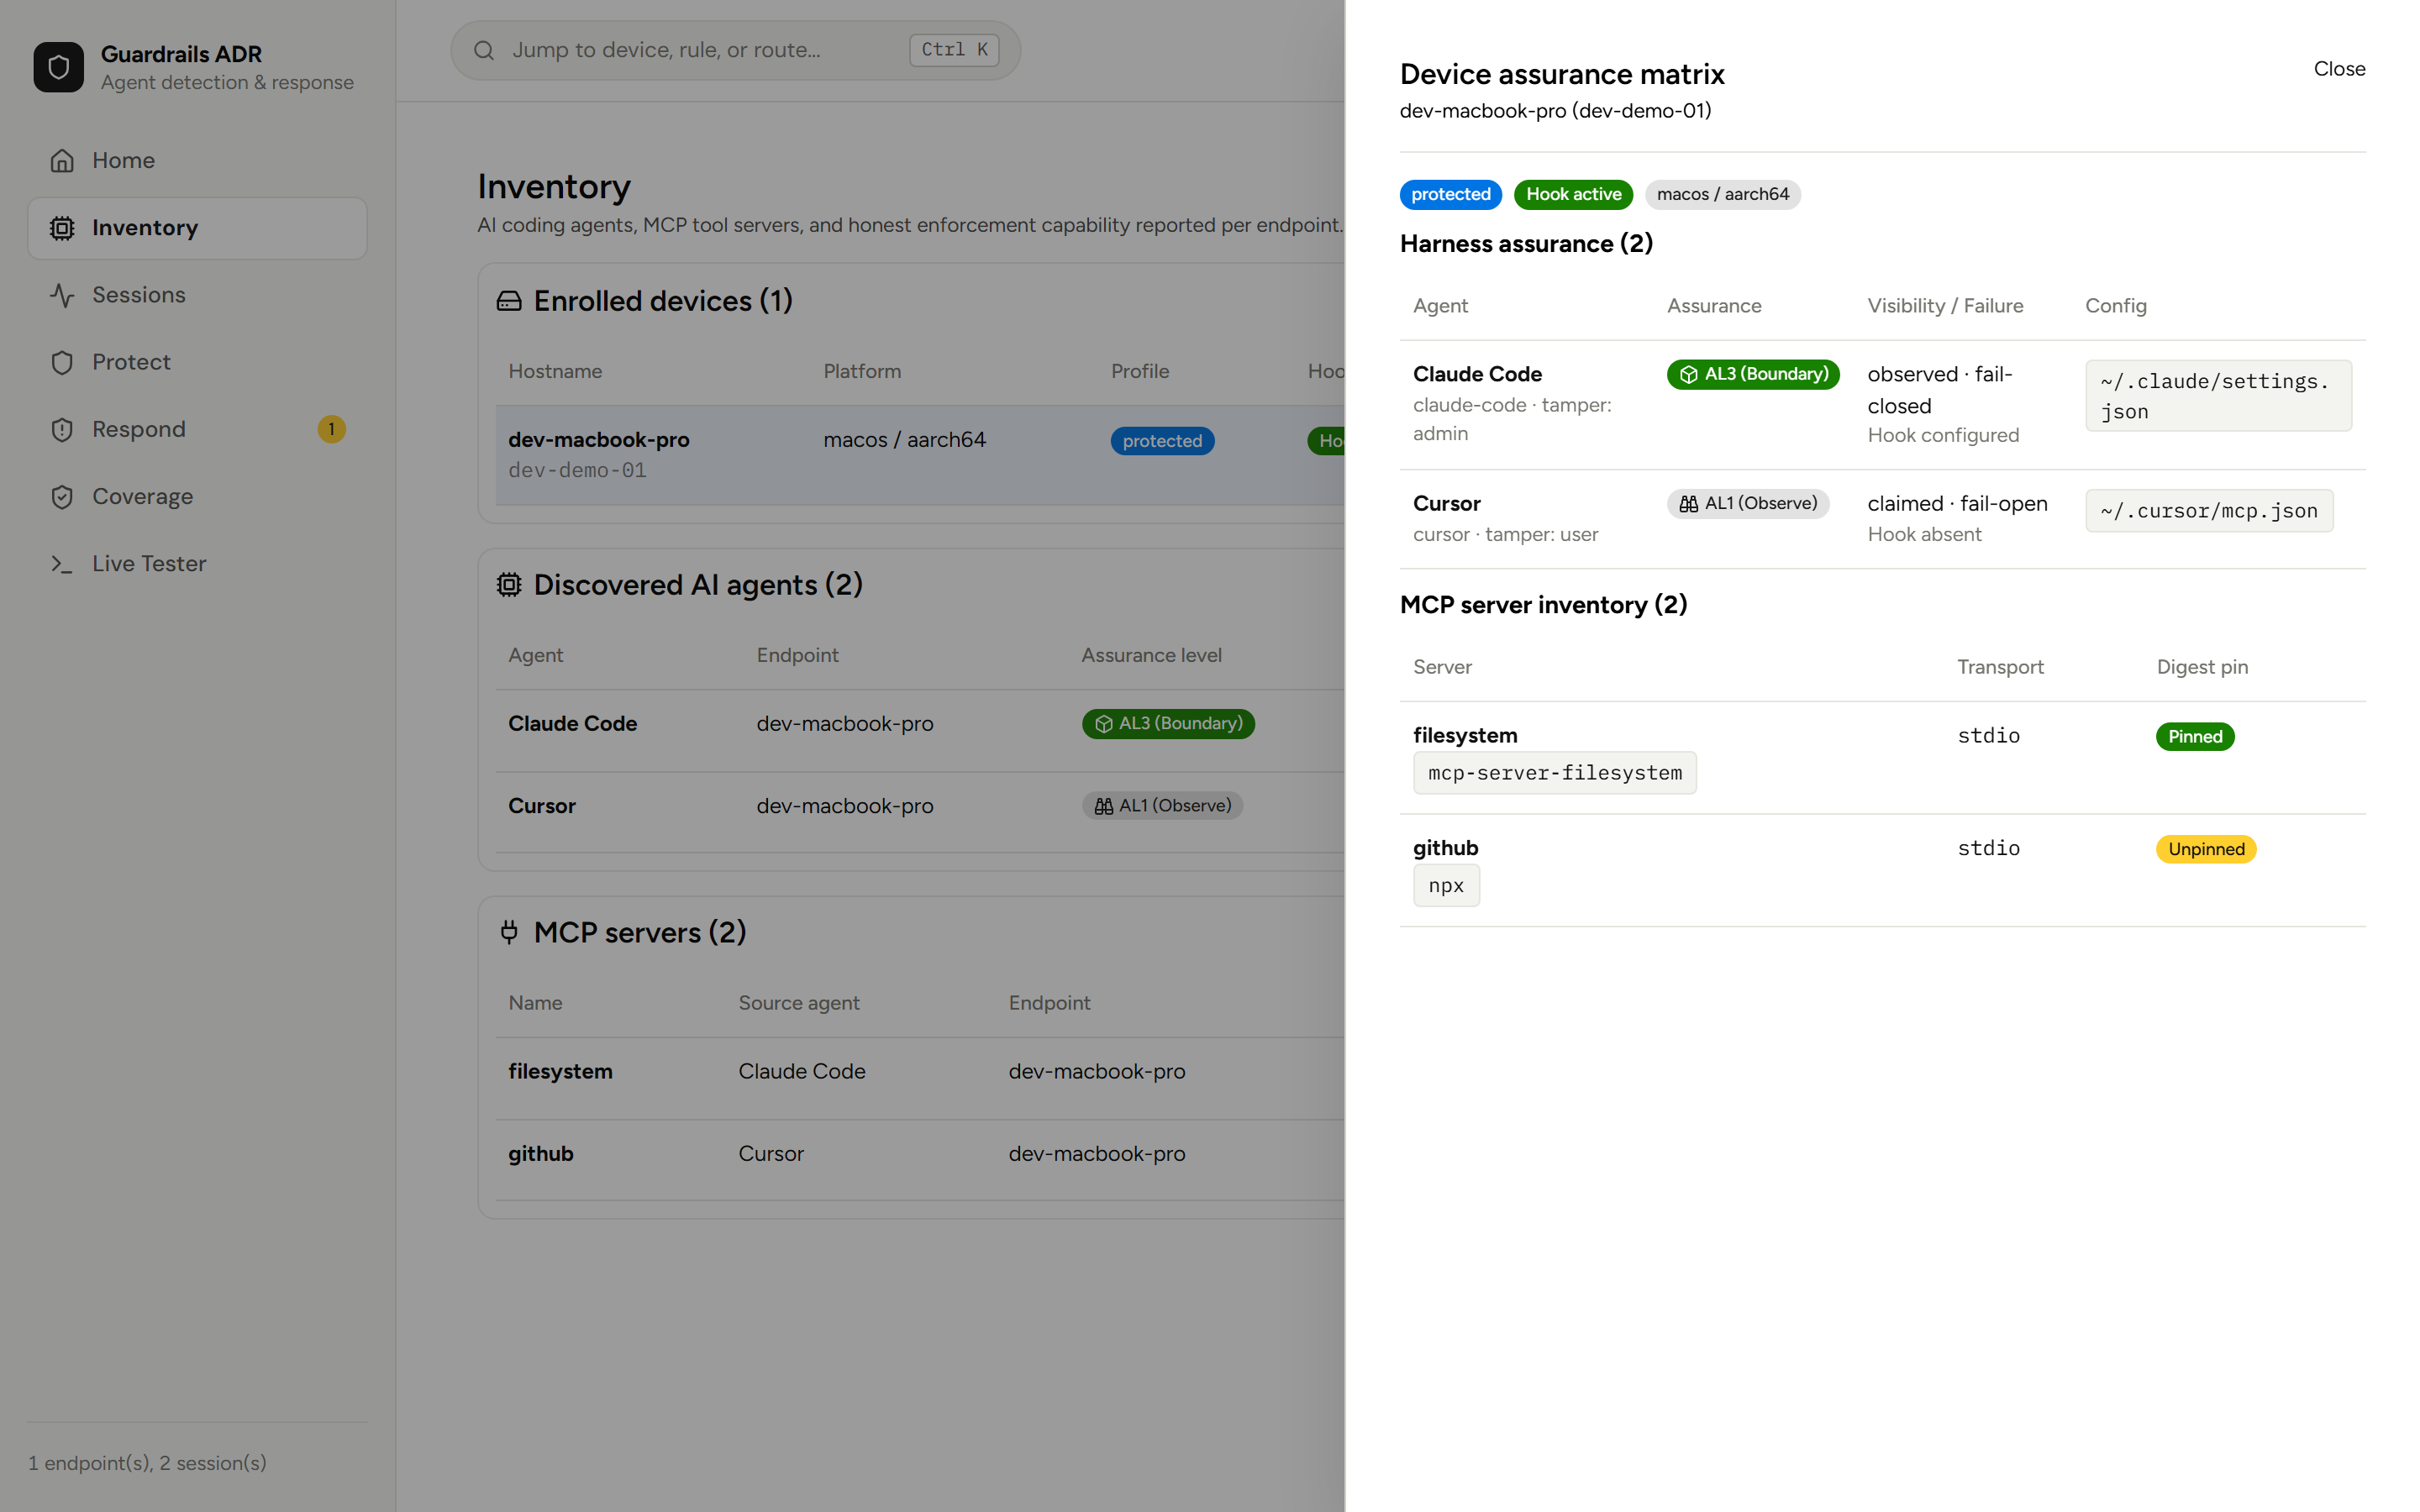 Guardrails ADR
Agent detection & response
Home
Inventory
Sessions
Protect
Respond 1
Coverage
Live Tester
1 endpoint(s), 2 session(s)
Jump to device, rule, or route... Ctrl K
Inventory
AI coding agents, MCP tool servers, and honest enforcement capability reported per endpoint.
Enrolled devices (1)
Hostname Platform Profile Hoo
dev-macbook-pro macos / aarch64 protected Ho
dev-demo-01
Discovered AI agents (2)
Agent Endpoint Assurance level
Claude Code dev-macbook-pro AL3 (Boundary)
Cursor dev-macbook-pro AL1 (Observe)
MCP servers (2)
Name Source agent Endpoint
filesystem Claude Code dev-macbook-pro
github Cursor dev-macbook-pro
Device assurance matrix Close
dev-macbook-pro (dev-demo-01)
protected Hook active macos / aarch64
Harness assurance (2)
Agent Assurance Visibility / Failure Config
Claude Code AL3 (Boundary) observed · fail- ~/.claude/settings.
claude-code · tamper: closed json
admin Hook configured
Cursor AL1 (Observe) claimed · fail-open ~/.cursor/mcp.json
cursor · tamper: user Hook absent
MCP server inventory (2)
Server Transport Digest pin
filesystem stdio Pinned
mcp-server-filesystem
github stdio Unpinned
npx